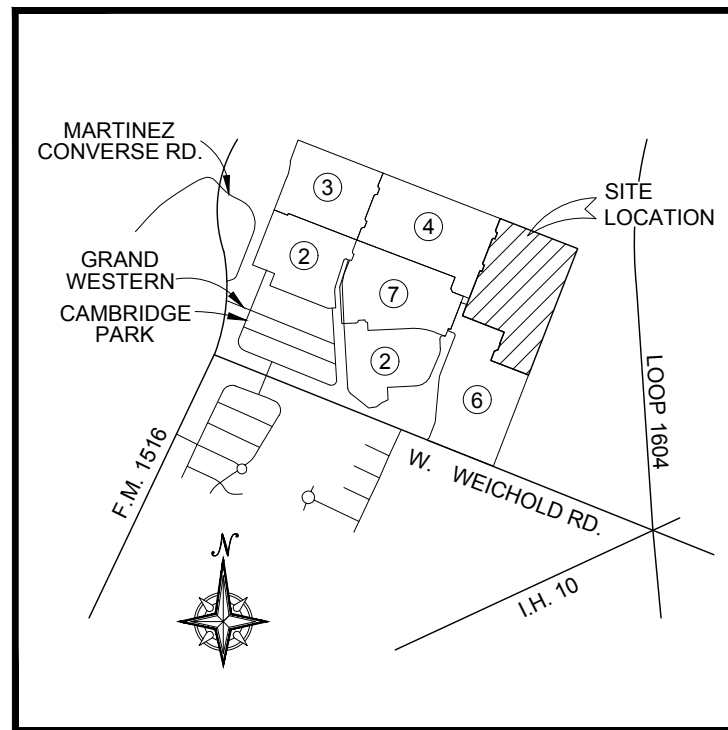 MARTINEZ
CONVERSE RD.
3
4
SITE
LOCATION
GRAND
WESTERN
2
7
CAMBRIDGE
PARK
2
6
LOOP 1604
F.M. 1516
W. WEICHOLD RD.
N
I.H. 10